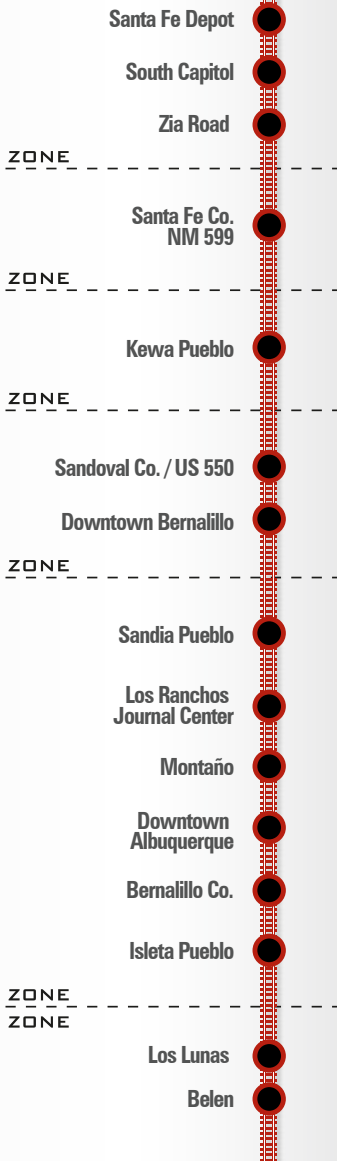 Santa Fe Depot
South Capitol
Zia Road
ZONE
Santa Fe Co.
NM 599
ZONE
Kewa Pueblo
ZONE
Sandoval Co. / US 550
Downtown Bernalillo
ZONE
Sandia Pueblo
Los Ranchos
Journal Center
Montaño
Downtown
Albuquerque
Bernalillo Co.
Isleta Pueblo
ZONE
ZONE
Los Lunas
Belen